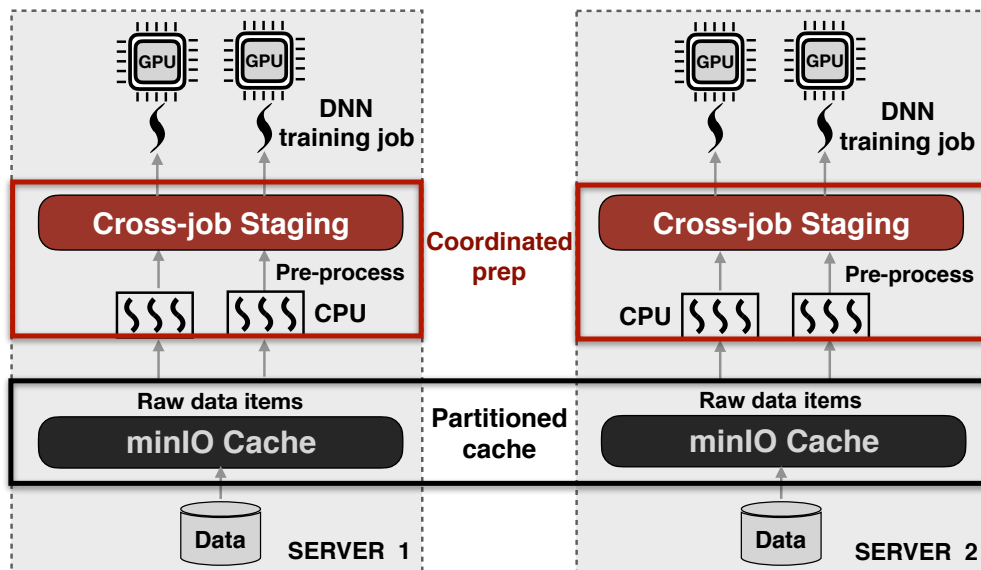 GPU
GPU
DNN
training job
Cross-job Staging
Pre-process
CPU
Coordinated
prep
GPU
GPU
DNN
training job
Cross-job Staging
Pre-process
CPU
Raw data items
minIO Cache
Partitioned
cache
Raw data items
minIO Cache
Data
SERVER 1
Data
SERVER 2